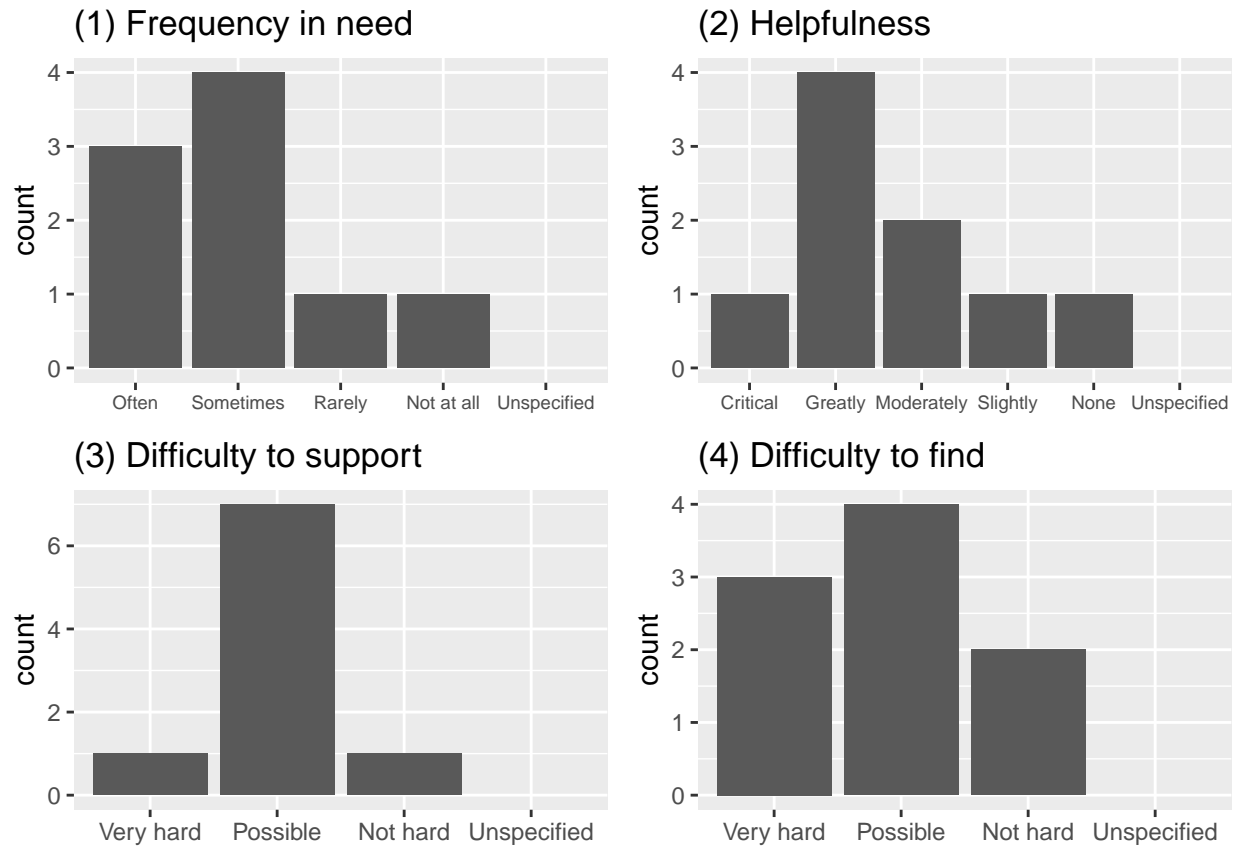 (1) Frequency in need
count
4
3
2
1
0
Often Sometimes Rarely Not at all Unspecified
(2) Helpfulness
count
4
3
2
1
0
Critical Greatly Moderately Slightly None Unspecified
(3) Difficulty to support
count
6
4
2
0
Very hard Possible Not hard Unspecified
(4) Difficulty to find
count
4
3
2
1
0
Very hard Possible Not hard Unspecified